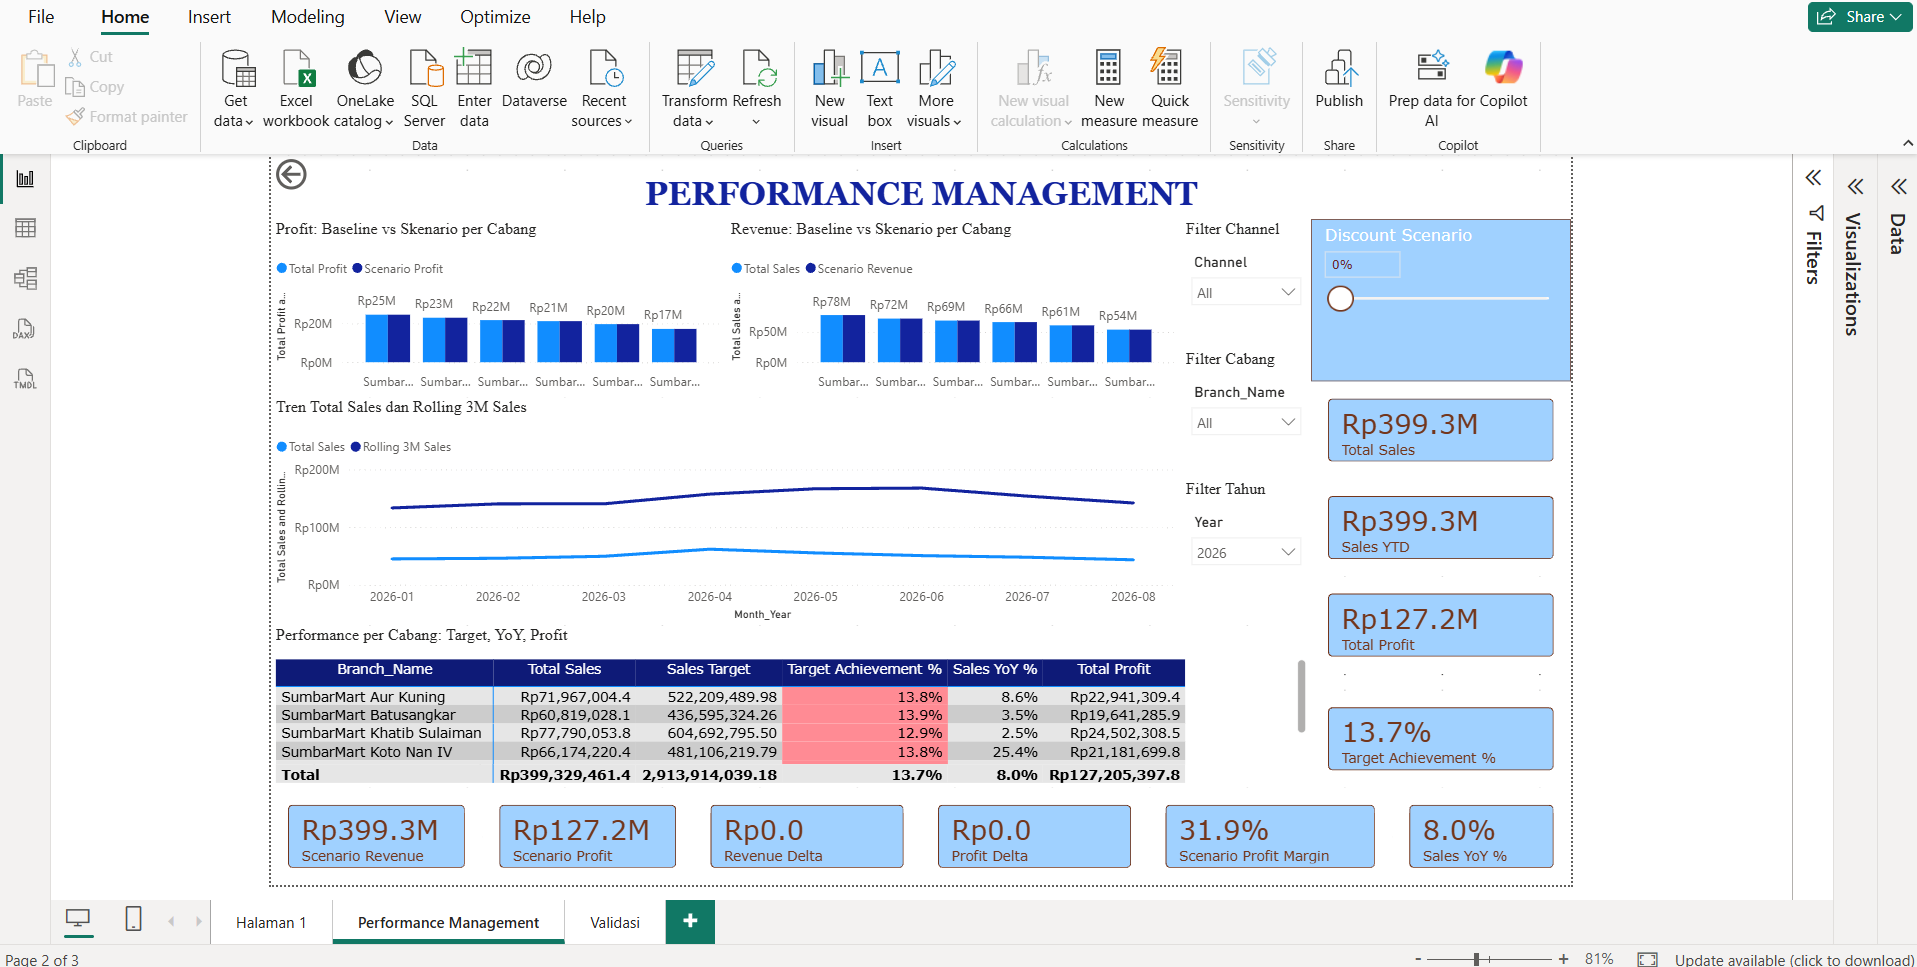 File Home Insert Modeling View Optimize Help
Share
Paste
Cut
Copy
Format painter
Clipboard
Get data
Excel workbook
OneLake catalog
SQL Server
Enter data
Dataverse
Recent sources
Data
Transform data
Refresh
Queries
New visual
Text box
More visuals
Insert
New visual calculation
New measure
Quick measure
Calculations
Sensitivity
Sensitivity
Publish
Share
Prep data for AI
Copilot
Copilot
DAX
TMDL
PERFORMANCE MANAGEMENT
Profit: Baseline vs Skenario per Cabang
Total Profit Scenario Profit
Total Profit a...
Rp20M
Rp0M
Rp25M Rp23M Rp22M Rp21M Rp20M Rp17M
Sumbar... Sumbar... Sumbar... Sumbar... Sumbar... Sumbar...
Revenue: Baseline vs Skenario per Cabang
Total Sales Scenario Revenue
Total Sales a...
Rp50M
Rp0M
Rp78M Rp72M Rp69M Rp66M Rp61M Rp54M
Sumbar... Sumbar... Sumbar... Sumbar... Sumbar... Sumbar...
Filter Channel
Channel
All
Filter Cabang
Branch_Name
All
Filter Tahun
Year
2026
Discount Scenario
0%
Tren Total Sales dan Rolling 3M Sales
Total Sales Rolling 3M Sales
Total Sales and Rollin...
Rp200M
Rp100M
Rp0M
2026-01 2026-02 2026-03 2026-04 2026-05 2026-06 2026-07 2026-08
Month_Year
Rp399.3M
Total Sales
Rp399.3M
Sales YTD
Rp127.2M
Total Profit
13.7%
Target Achievement %
Performance per Cabang: Target, YoY, Profit
Branch_Name Total Sales Sales Target Target Achievement % Sales YoY % Total Profit
SumbarMart Aur Kuning Rp71,967,004.4 522,209,489.98 13.8% 8.6% Rp22,941,309.4
SumbarMart Batusangkar Rp60,819,028.1 436,595,324.26 13.9% 3.5% Rp19,641,285.9
SumbarMart Khatib Sulaiman Rp77,790,053.8 604,692,795.50 12.9% 2.5% Rp24,502,308.5
SumbarMart Koto Nan IV Rp66,174,220.4 481,106,219.79 13.8% 25.4% Rp21,181,699.8
Total Rp399,329,461.4 2,913,914,039.18 13.7% 8.0% Rp127,205,397.8
Rp399.3M
Scenario Revenue
Rp127.2M
Scenario Profit
Rp0.0
Revenue Delta
Rp0.0
Profit Delta
31.9%
Scenario Profit Margin
8.0%
Sales YoY %
Filters
Visualizations
Data
Halaman 1 Performance Management Validasi
Page 2 of 3
81%
Update available (click to download)